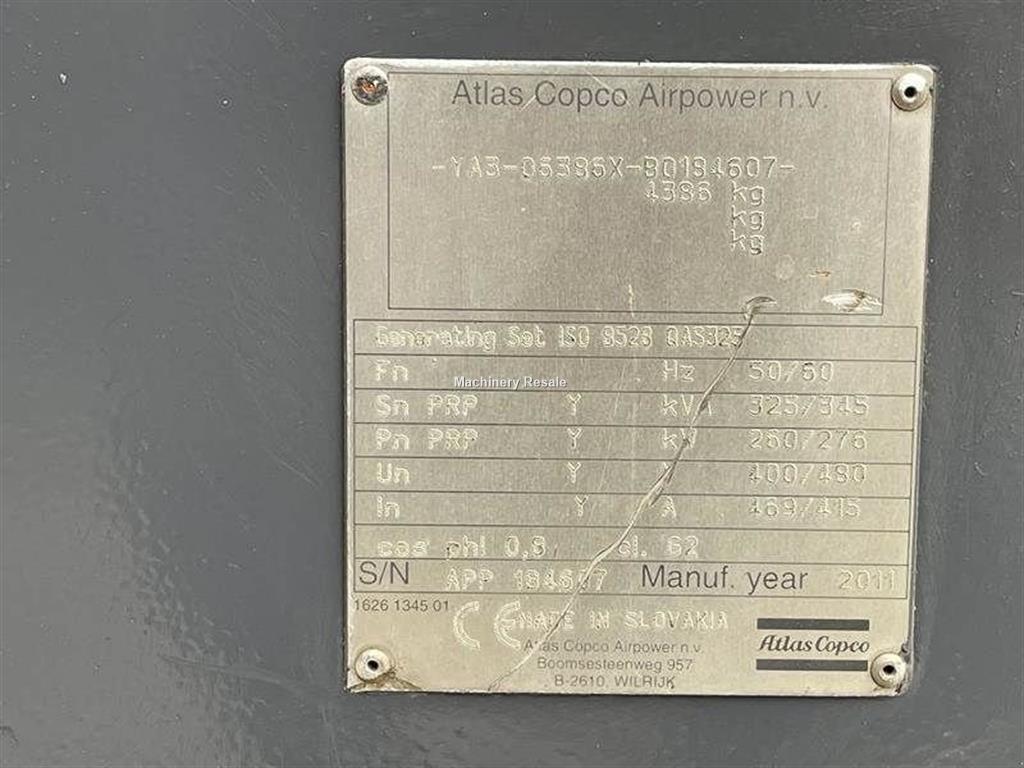 Atlas Copco Airpower n.v.
-YA3-06386X-B0184607-
4386 kg
kg
kg
Generating Set ISO 8528 QAS325
Fn Hz 50/60
Machinery Resale
Sn PRP Y kVA 325/345
Pn PRP Y kW 260/276
Un Y V 400/480
In Y A 469/415
cos phi 0,8 cl. G2
S/N APP 184607 Manuf. year 2011
1626 1345 01
CE MADE IN SLOVAKIA
Atlas Copco
Atlas Copco Airpower n.v.
Boomsesteenweg 957
B-2610, WILRIJK